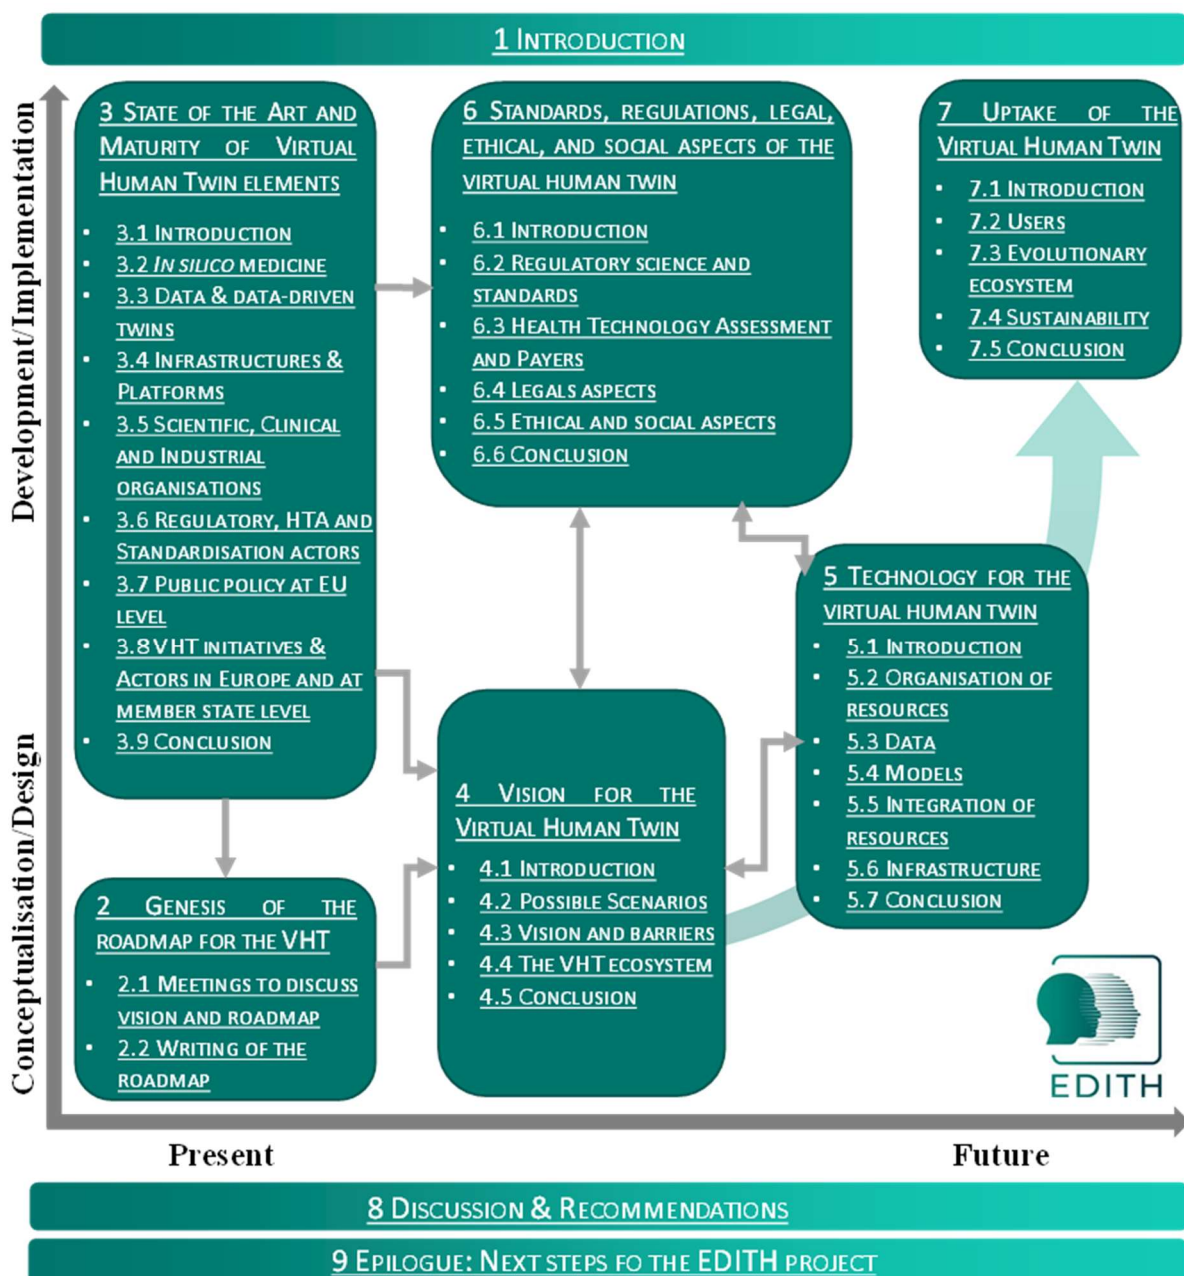 1 Introduction
Development/Implementation
Conceptualisation/Design
3 State of the Art and
Maturity of Virtual
Human Twin elements
• 3.1 Introduction
• 3.2 In silico medicine
• 3.3 Data & data-driven
twins
• 3.4 Infrastructures &
Platforms
• 3.5 Scientific, Clinical
and Industrial
organisations
• 3.6 Regulatory, HTA and
Standardisation actors
• 3.7 Public policy at EU
level
• 3.8 VHT initiatives &
Actors in Europe and at
member state level
• 3.9 Conclusion
2 Genesis of the
roadmap for the VHT
• 2.1 Meetings to discuss
vision and roadmap
• 2.2 Writing of the
roadmap
6 Standards, regulations, legal,
ethical, and social aspects of the
virtual human twin
• 6.1 Introduction
• 6.2 Regulatory science and
standards
• 6.3 Health Technology Assessment
and Payers
• 6.4 Legals aspects
• 6.5 Ethical and social aspects
• 6.6 Conclusion
4 Vision for the
Virtual Human Twin
• 4.1 Introduction
• 4.2 Possible Scenarios
• 4.3 Vision and barriers
• 4.4 The VHT ecosystem
• 4.5 Conclusion
7 Uptake of the
Virtual Human Twin
• 7.1 Introduction
• 7.2 Users
• 7.3 Evolutionary
ecosystem
• 7.4 Sustainability
• 7.5 Conclusion
5 Technology for the
virtual human twin
• 5.1 Introduction
• 5.2 Organisation of
resources
• 5.3 Data
• 5.4 Models
• 5.5 Integration of
resources
• 5.6 Infrastructure
• 5.7 Conclusion
EDITH
Present
Future
8 Discussion & Recommendations
9 Epilogue: Next steps fo the EDITH project